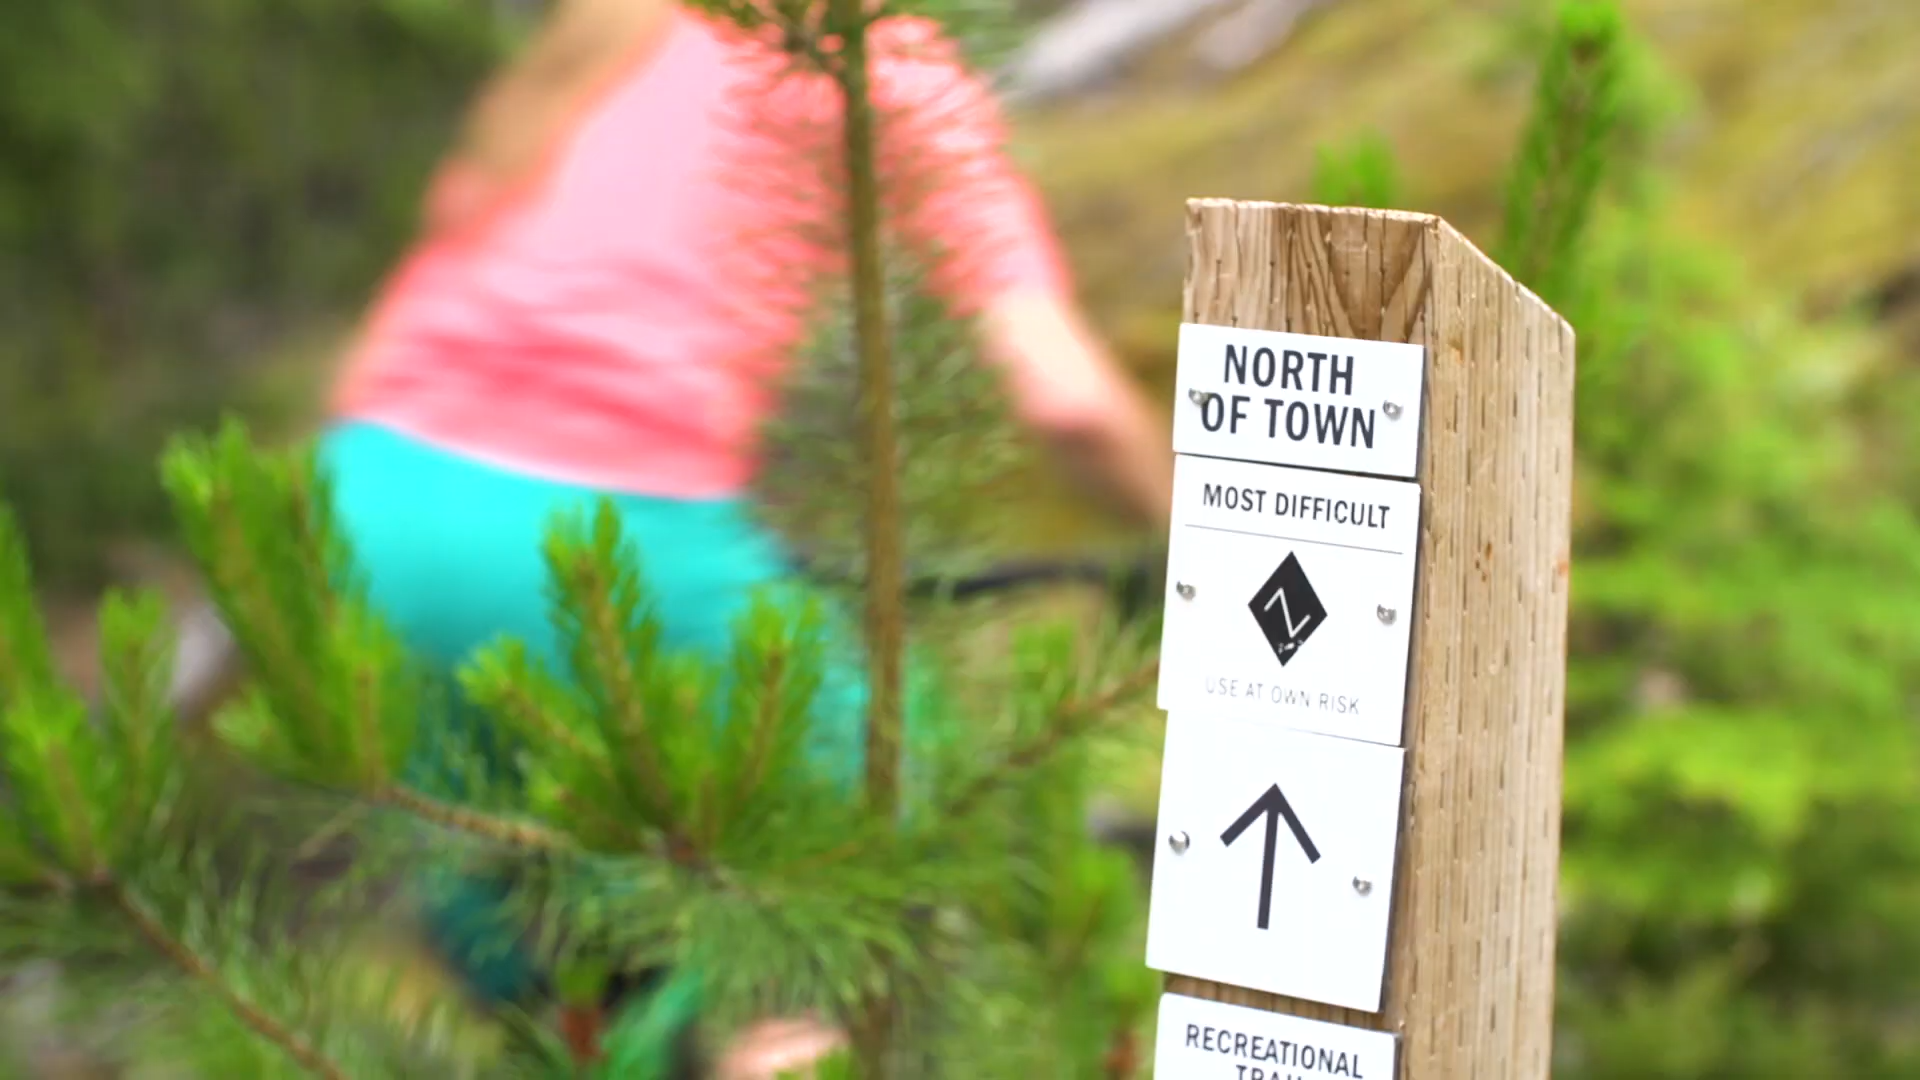 NORTH
OF TOWN
MOST DIFFICULT
USE AT OWN RISK
RECREATIONAL